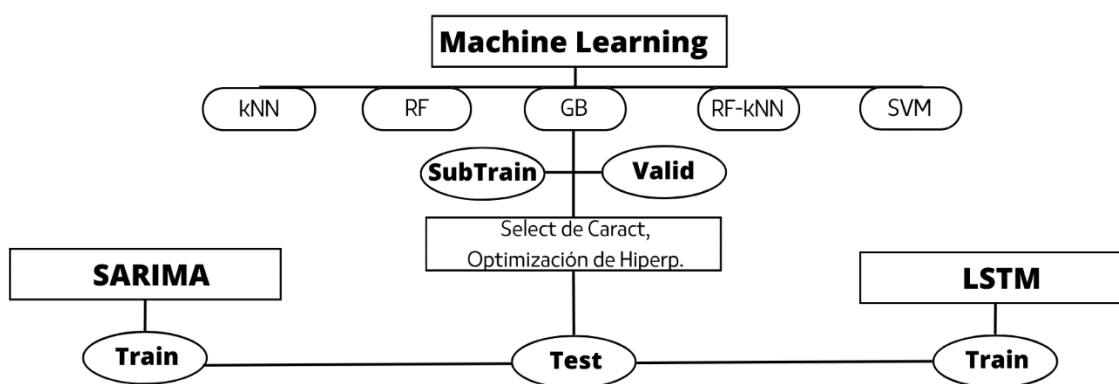 Machine Learning
kNN
RF
GB
RF-kNN
SVM
SubTrain
Valid
Select de Caract,
Optimización de Hiperp.
SARIMA
LSTM
Train
Test
Train